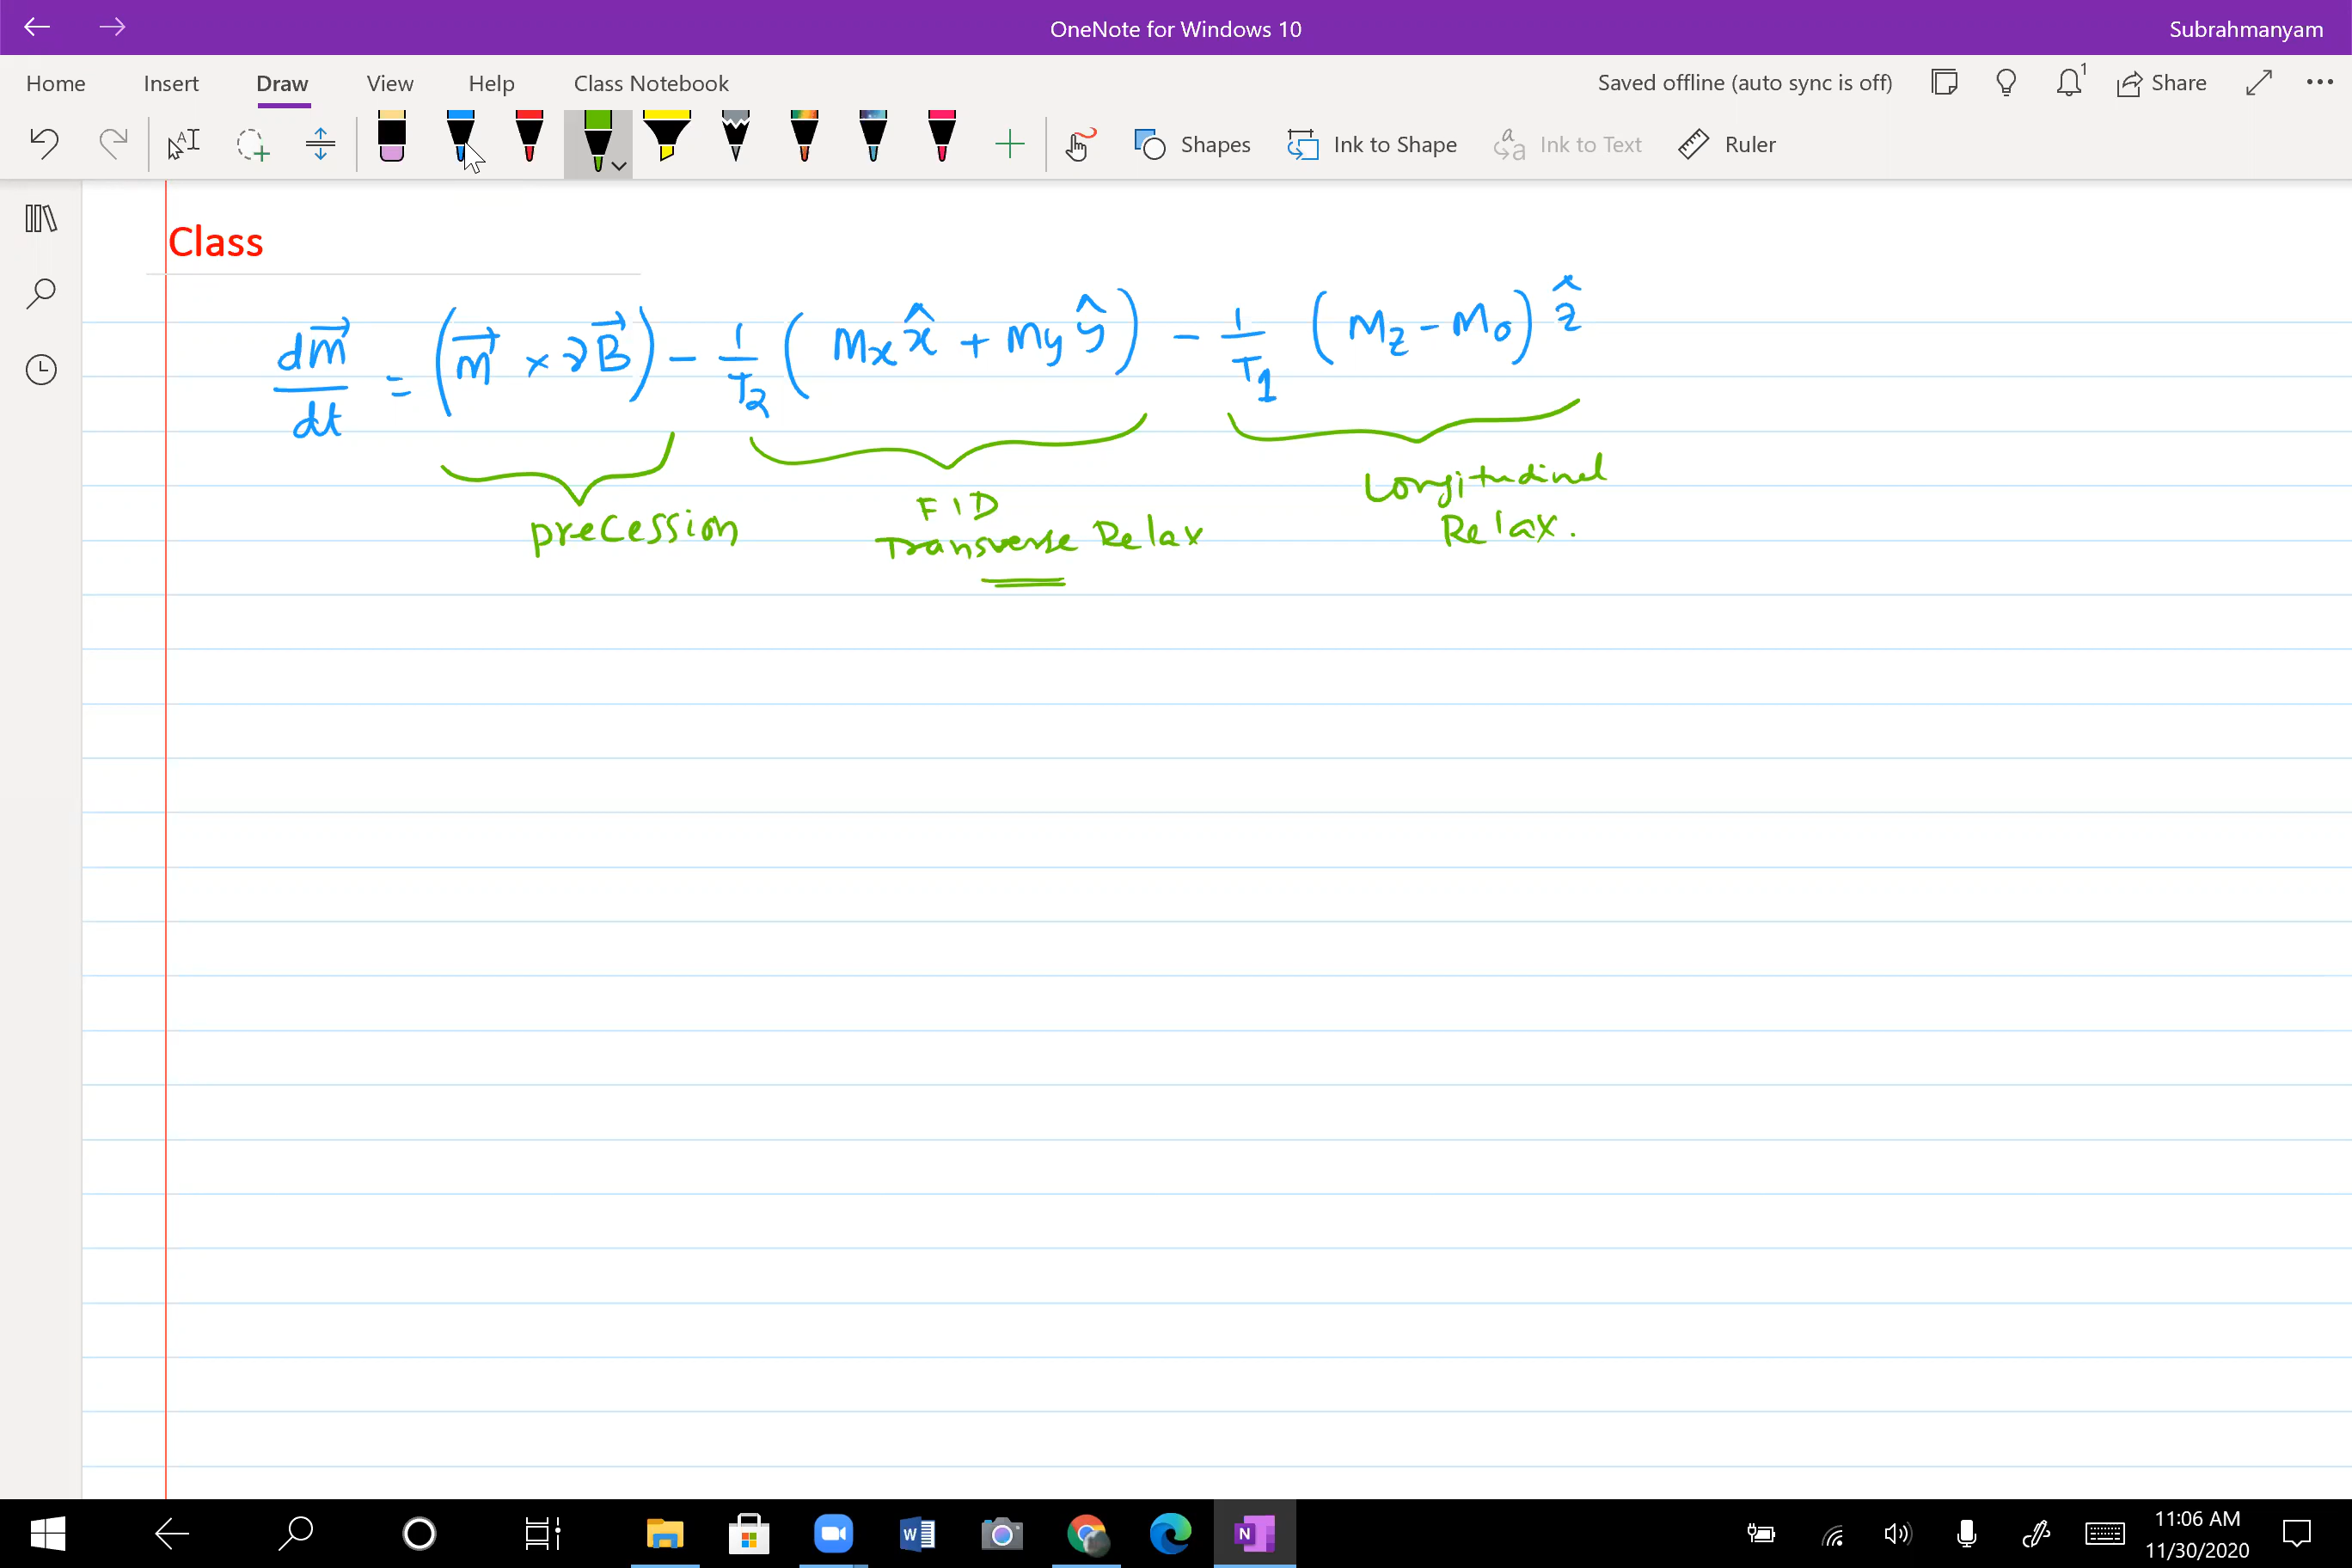 OneNote for Windows 10
Subrahmanyam
Home Insert Draw View Help Class Notebook
Saved offline (auto sync is off) 1 Share
Shapes Ink to Shape Ink to Text Ruler
Class
dm⃗/dt = (m⃗ × γB⃗) - 1/T2 (Mx x̂ + My ŷ) - 1/T1 (Mz - Mo) ẑ
precession
FID
Transverse Relax
Longitudinal
Relax.
11:06 AM
11/30/2020